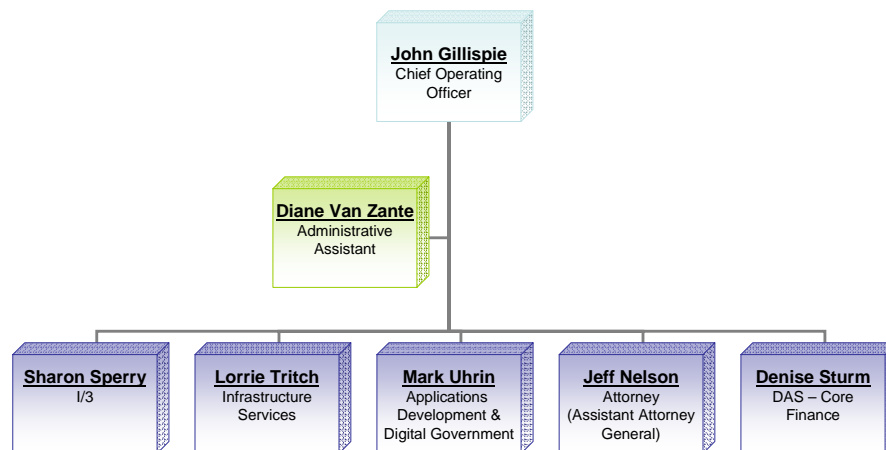 John Gillispie
Chief Operating
Officer
Diane Van Zante
Administrative
Assistant
Sharon Sperry
I/3
Lorrie Tritch
Infrastructure
Services
Mark Uhrin
Applications
Development &
Digital Government
Jeff Nelson
Attorney
(Assistant Attorney
General)
Denise Sturm
DAS – Core
Finance